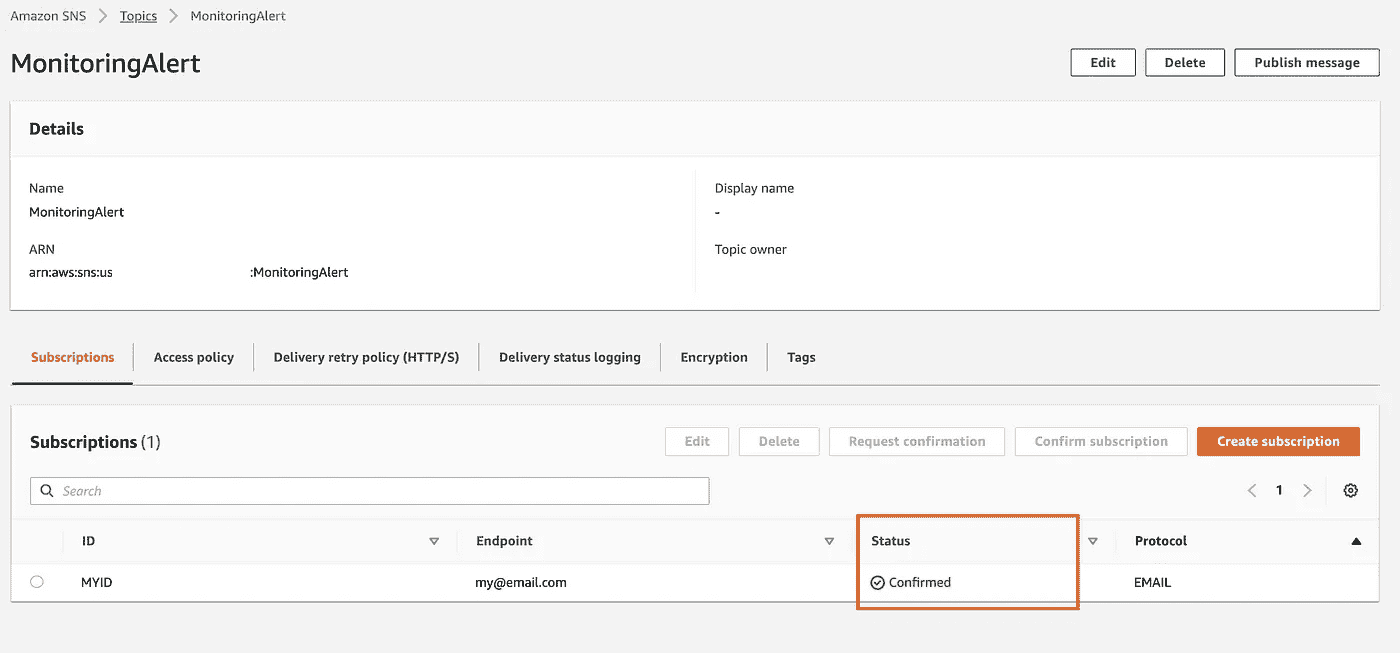 Amazon SNS > Topics > MonitoringAlert
MonitoringAlert
Edit Delete Publish message
Details
Name Display name
MonitoringAlert -
ARN Topic owner
arn:aws:sns:us :MonitoringAlert
Subscriptions Access policy Delivery retry policy (HTTP/S) Delivery status logging Encryption Tags
Subscriptions (1) Edit Delete Request confirmation Confirm subscription Create subscription
Search < 1 >
ID Endpoint Status Protocol
MYID my@email.com Confirmed EMAIL